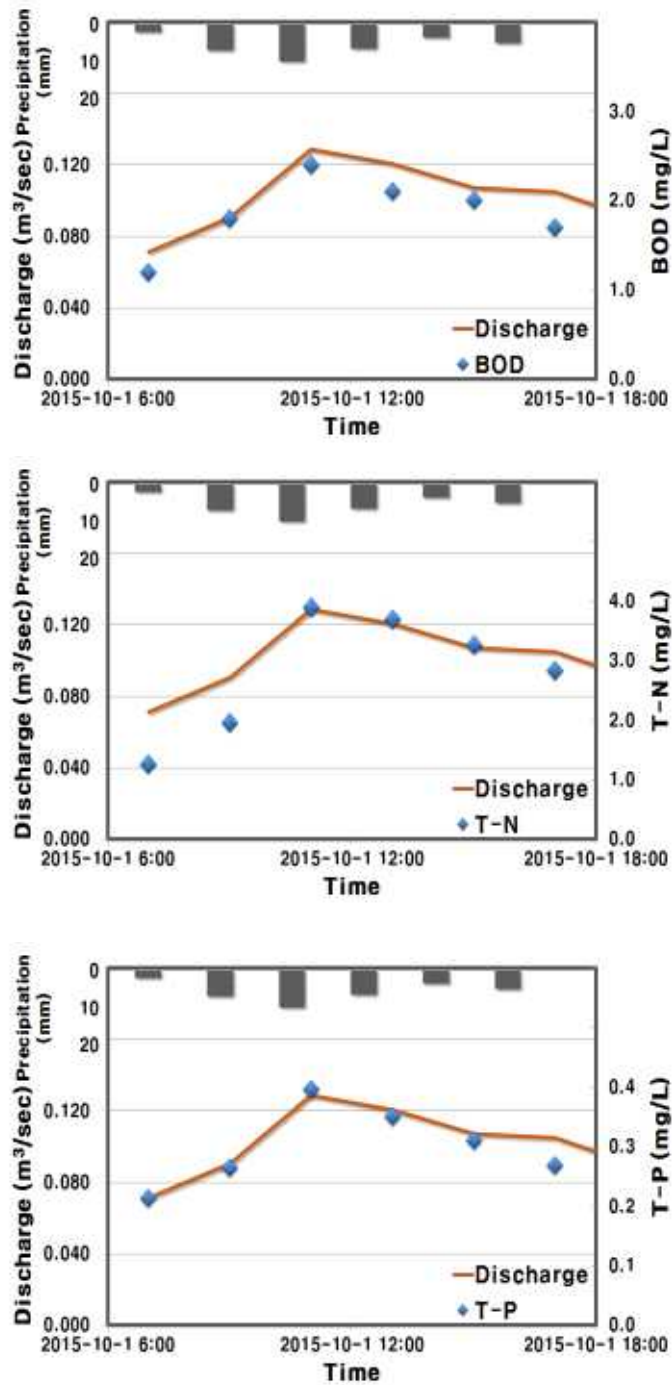 0
10
20
Precipitation
(mm)
0.120
0.080
0.040
0.000
Discharge (m³/sec)
3.0
2.0
1.0
0.0
BOD (mg/L)
Discharge
BOD
2015-10-1 6:00
2015-10-1 12:00
2015-10-1 18:00
Time
0
10
20
Precipitation
(mm)
0.120
0.080
0.040
0.000
Discharge (m³/sec)
4.0
3.0
2.0
1.0
0.0
T-N (mg/L)
Discharge
T-N
2015-10-1 6:00
2015-10-1 12:00
2015-10-1 18:00
Time
0
10
20
Precipitation
(mm)
0.120
0.080
0.040
0.000
Discharge (m³/sec)
0.4
0.3
0.2
0.1
0.0
T-P (mg/L)
Discharge
T-P
2015-10-1 6:00
2015-10-1 12:00
2015-10-1 18:00
Time